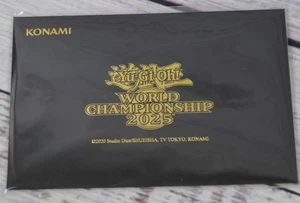 KONAMI
Yu-Gi-Oh!
WORLD
CHAMPIONSHIP
2025
©2020 Studio Dice/SHUEISHA, TV TOKYO, KONAMI